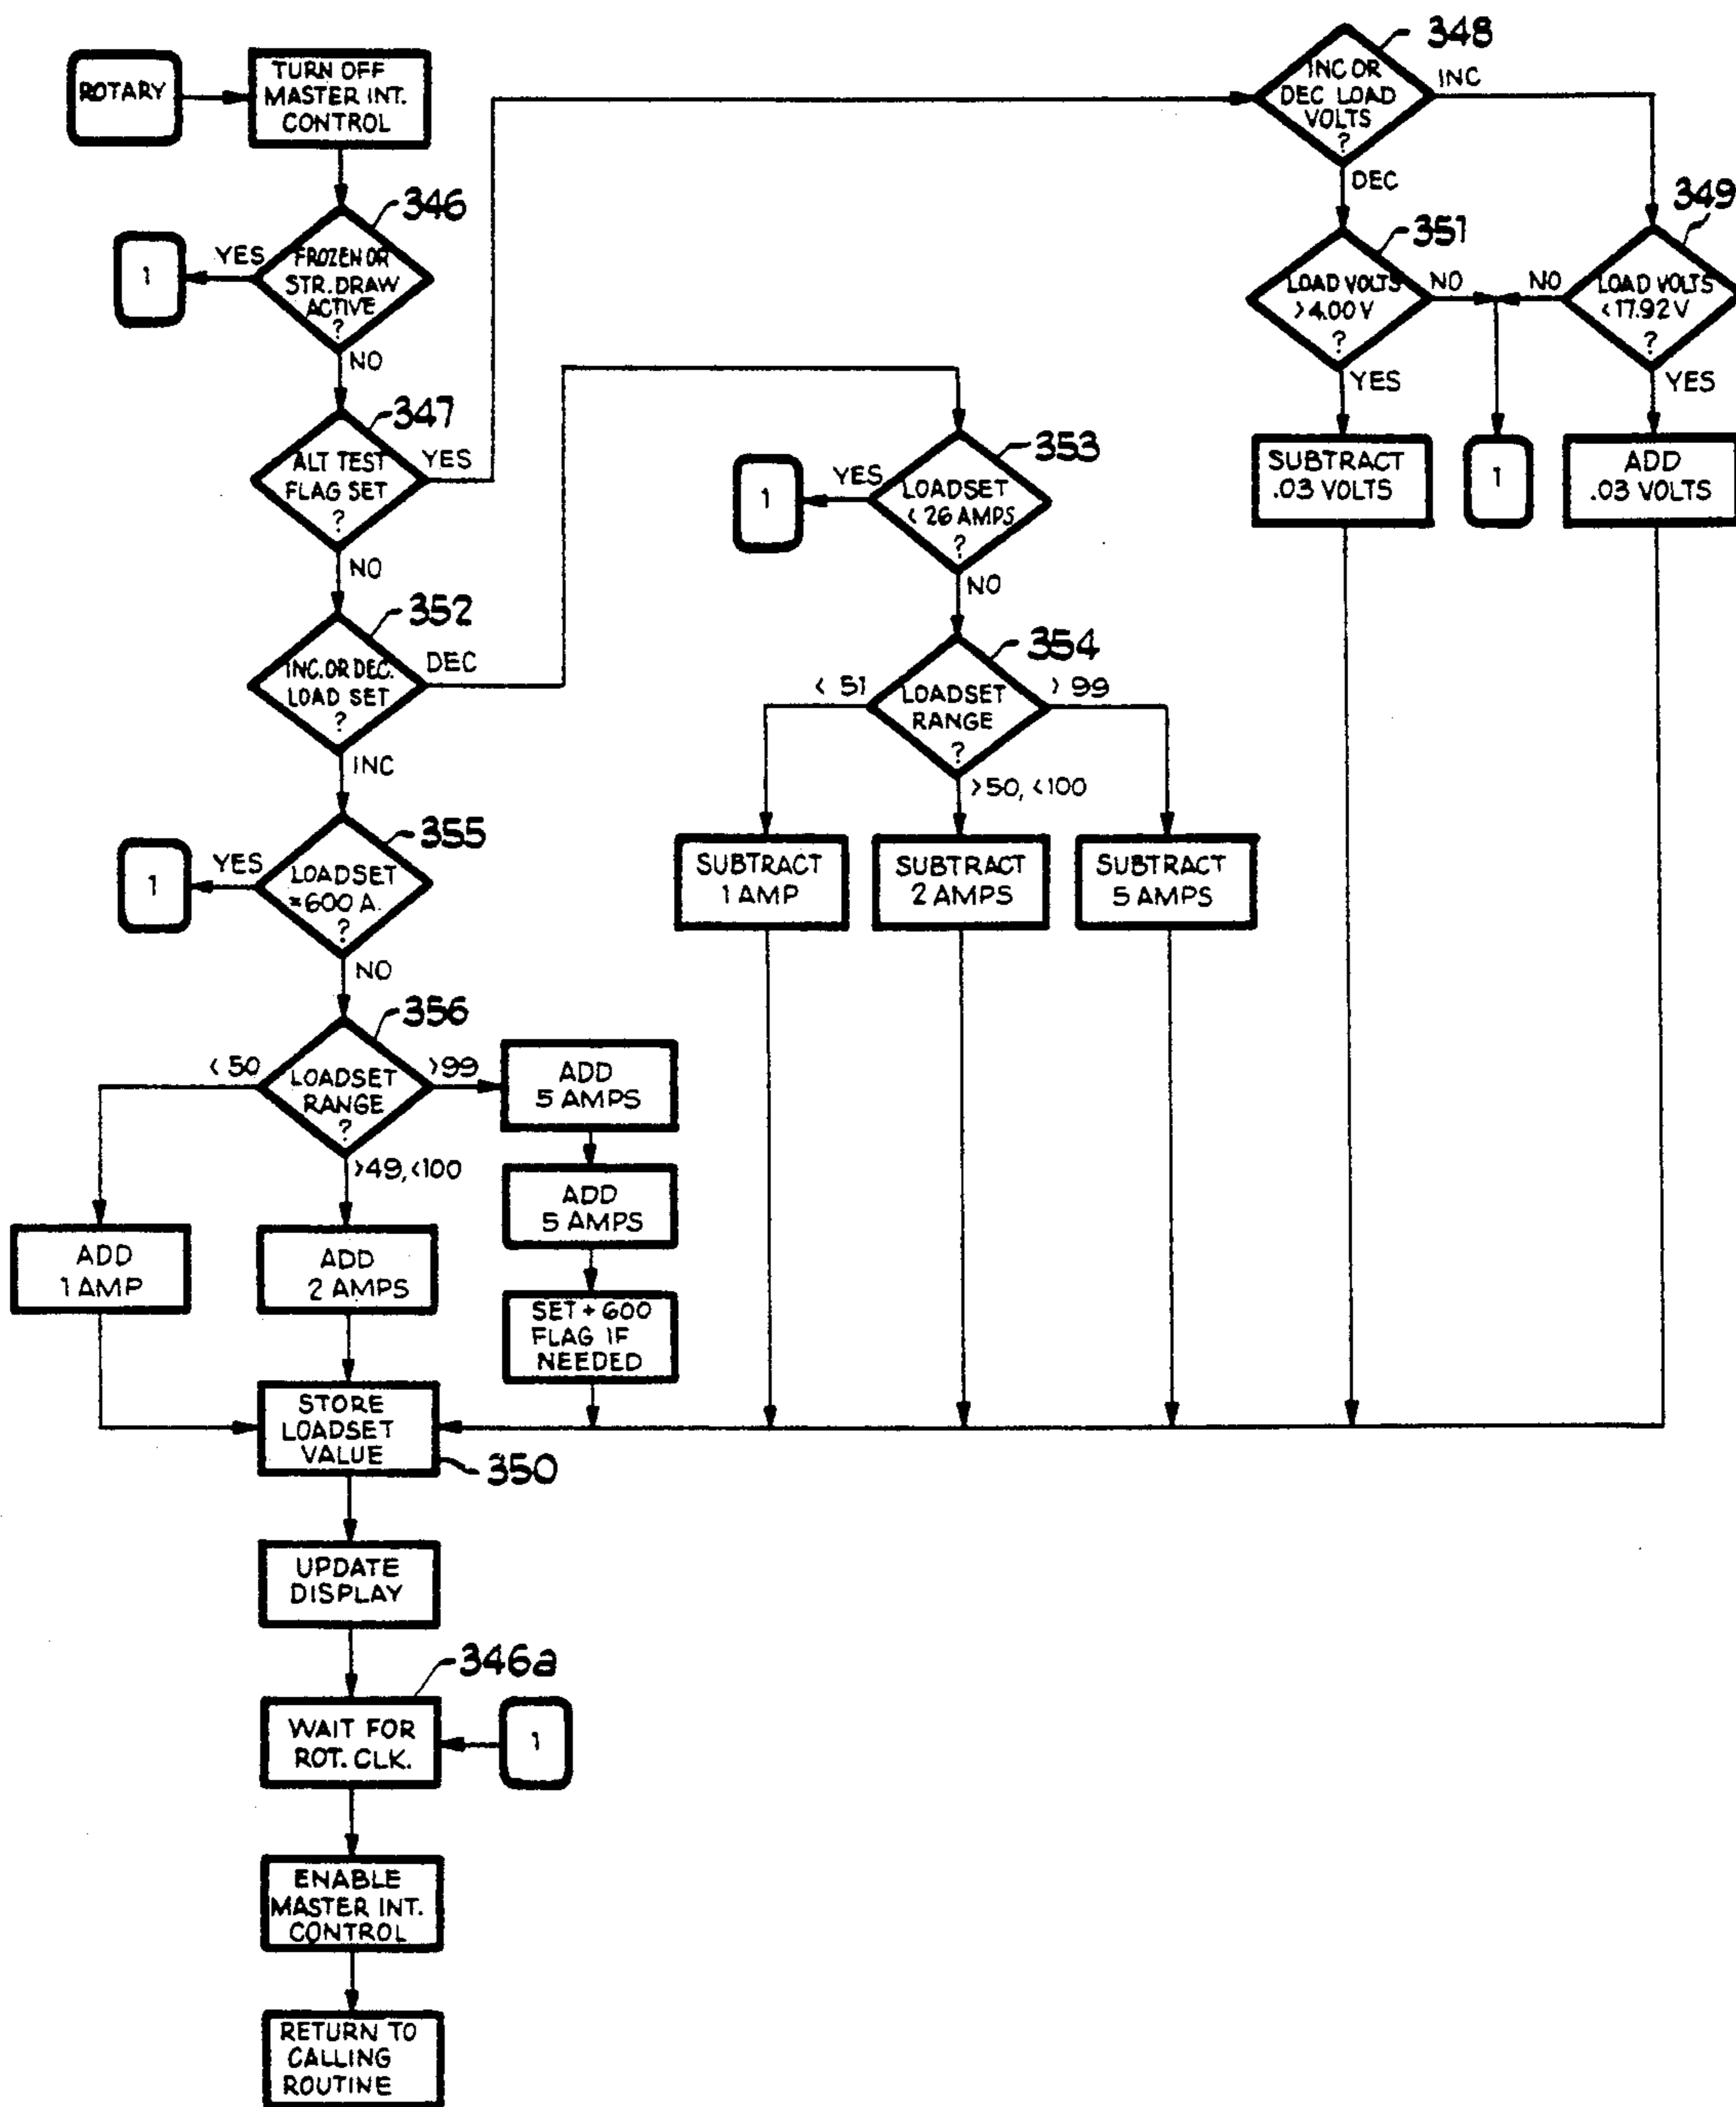 ROTARY
TURN OFF
MASTER INT.
CONTROL
346
FROZEN OR
STR. DRAW
ACTIVE
?
YES
1
NO
347
ALT TEST
FLAG SET
?
YES
NO
348
INC OR
DEC LOAD
VOLTS
?
INC
DEC
351
LOAD VOLTS
>4.00 V
?
NO
YES
349
LOAD VOLTS
<17.92 V
?
NO
YES
SUBTRACT
.03 VOLTS
1
ADD
.03 VOLTS
352
INC. OR DEC.
LOAD SET
?
DEC
INC
353
LOADSET
< 26 AMPS
?
YES
1
NO
354
LOADSET
RANGE
?
< 51
> 99
>50, <100
SUBTRACT
1 AMP
SUBTRACT
2 AMPS
SUBTRACT
5 AMPS
355
LOADSET
=600 A.
?
YES
1
NO
356
LOADSET
RANGE
?
< 50
>99
>49, <100
ADD
5 AMPS
ADD
5 AMPS
SET + 600
FLAG IF
NEEDED
ADD
1 AMP
ADD
2 AMPS
STORE
LOADSET
VALUE
350
UPDATE
DISPLAY
346a
WAIT FOR
ROT. CLK.
1
ENABLE
MASTER INT.
CONTROL
RETURN TO
CALLING
ROUTINE